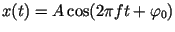 x(t) = A cos(2πft + φ₀)